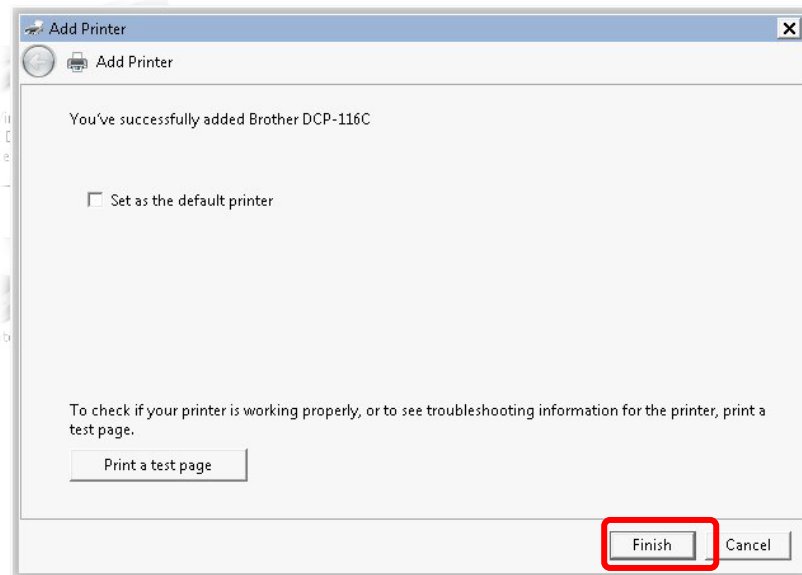 Add Printer
Add Printer
You've successfully added Brother DCP-116C
Set as the default printer
To check if your printer is working properly, or to see troubleshooting information for the printer, print a
test page.
Print a test page
Finish
Cancel